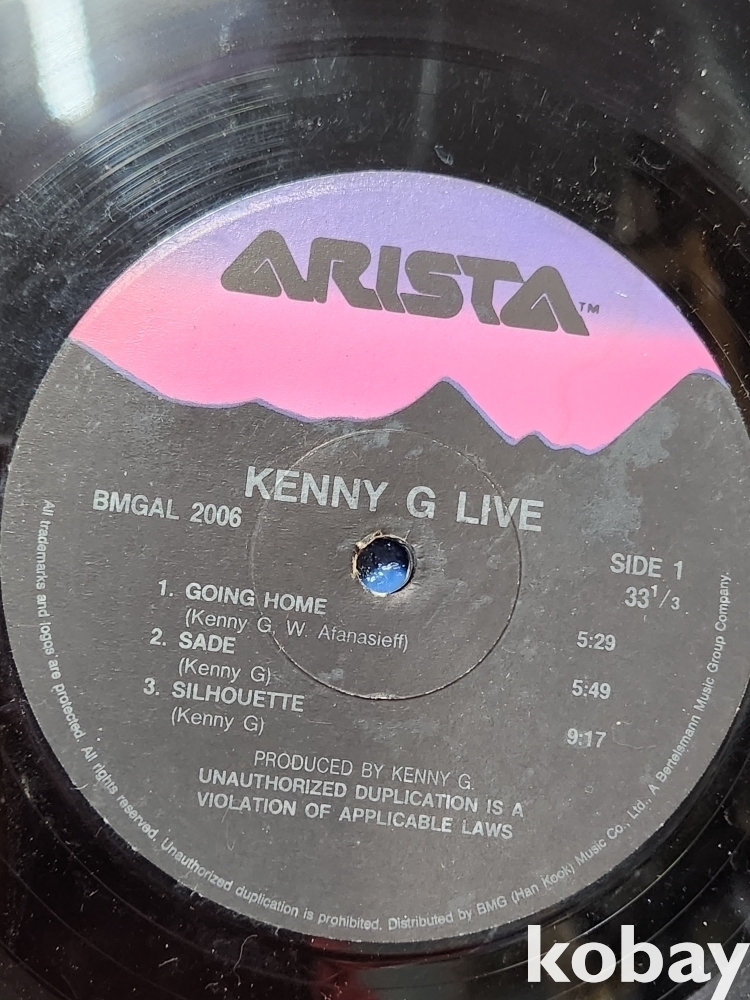 ARISTA™
KENNY G LIVE
BMGAL 2006
SIDE 1
33 1/3
1. GOING HOME
(Kenny G, W. Afanasieff)
5:29
2. SADE
(Kenny G)
5:49
3. SILHOUETTE
(Kenny G)
9:17
PRODUCED BY KENNY G.
UNAUTHORIZED DUPLICATION IS A
VIOLATION OF APPLICABLE LAWS
All trademarks and logos are protected. All rights reserved. Unauthorized duplication is prohibited. Distributed by BMG (Han Kook) Music Co., Ltd., A Bertelsmann Music Group Company.
kobay